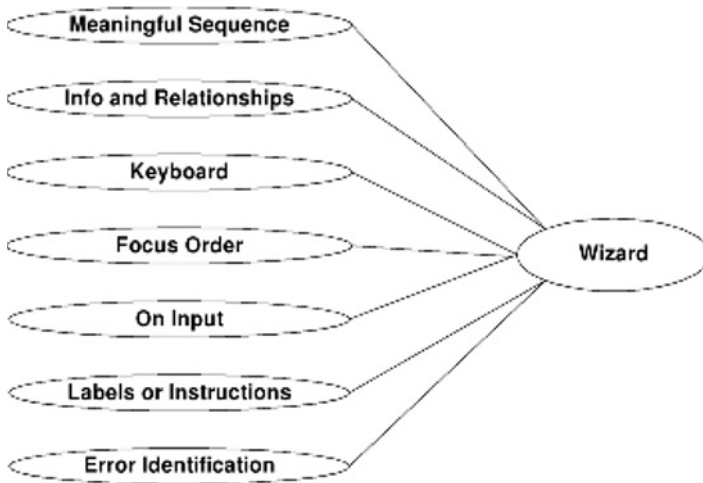 Meaningful Sequence
Info and Relationships
Keyboard
Focus Order
Wizard
On Input
Labels or Instructions
Error Identification